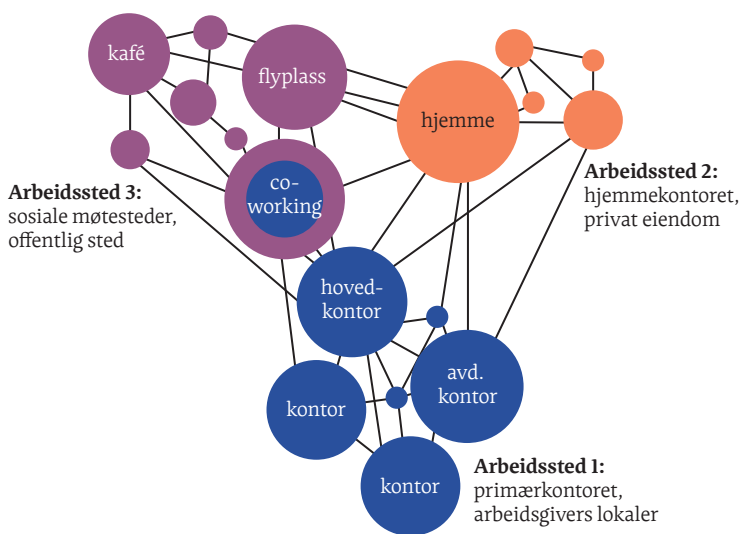 kafé
flyplass
hjemme
co-
working
Arbeidssted 3:
sosiale møtesteder,
offentlig sted
Arbeidssted 2:
hjemmekontoret,
privat eiendom
hoved-
kontor
avd.
kontor
kontor
kontor
Arbeidssted 1:
primærkontoret,
arbeidsgivers lokaler